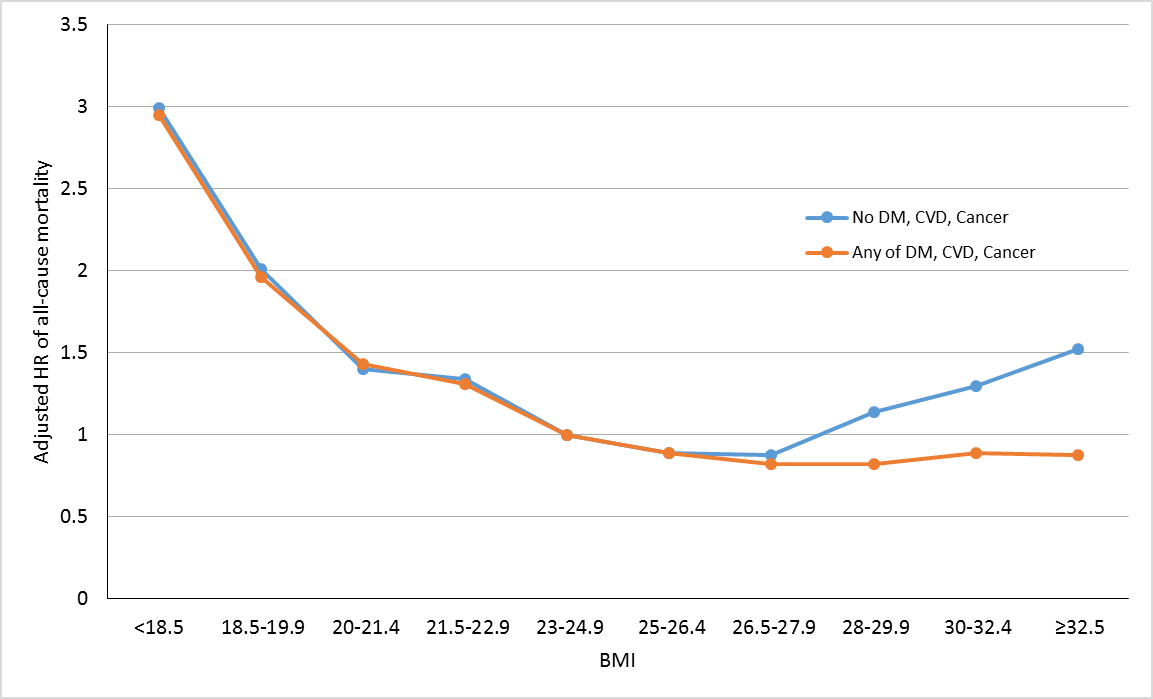 3.5
3
2.5
2
1.5
1
0.5
0
Adjusted HR of all-cause mortality
No DM, CVD, Cancer
Any of DM, CVD, Cancer
<18.5 18.5-19.9 20-21.4 21.5-22.9 23-24.9 25-26.4 26.5-27.9 28-29.9 30-32.4 ≥32.5
BMI